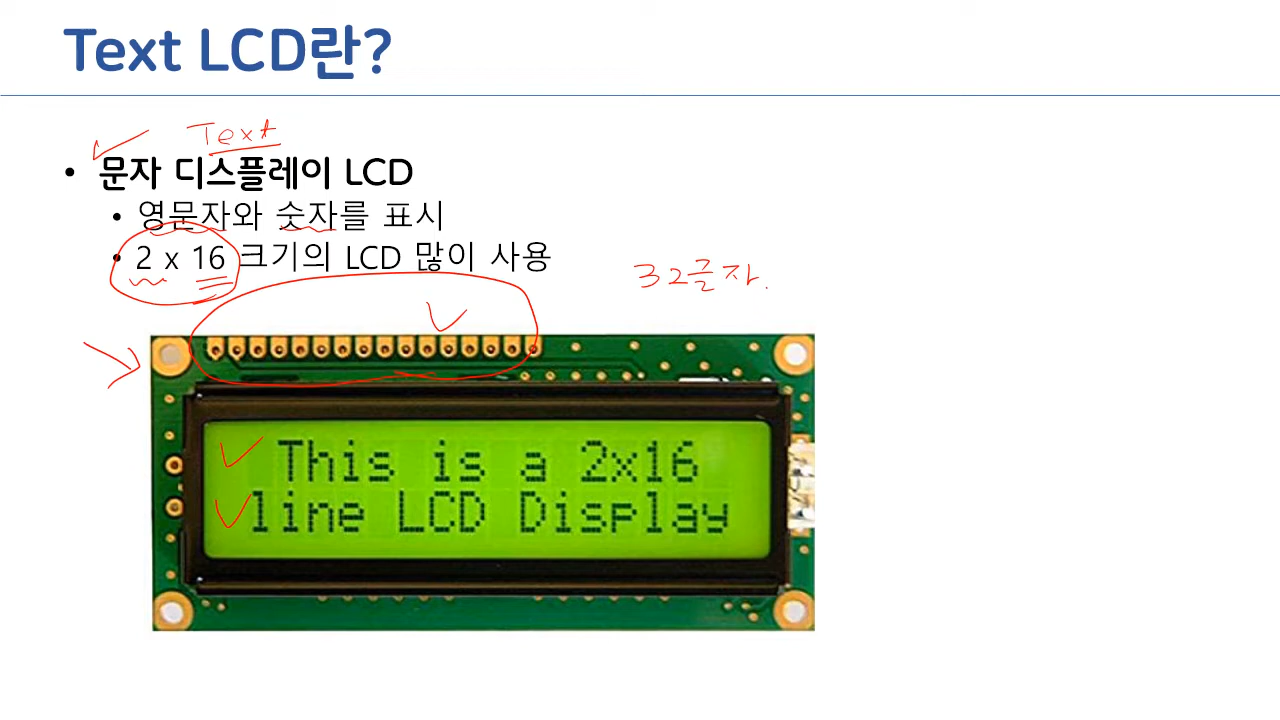 Text LCD란?
Text
• 문자 디스플레이 LCD
• 영문자와 숫자를 표시
• 2 x 16 크기의 LCD 많이 사용
32글자.
This is a 2x16
line LCD Display